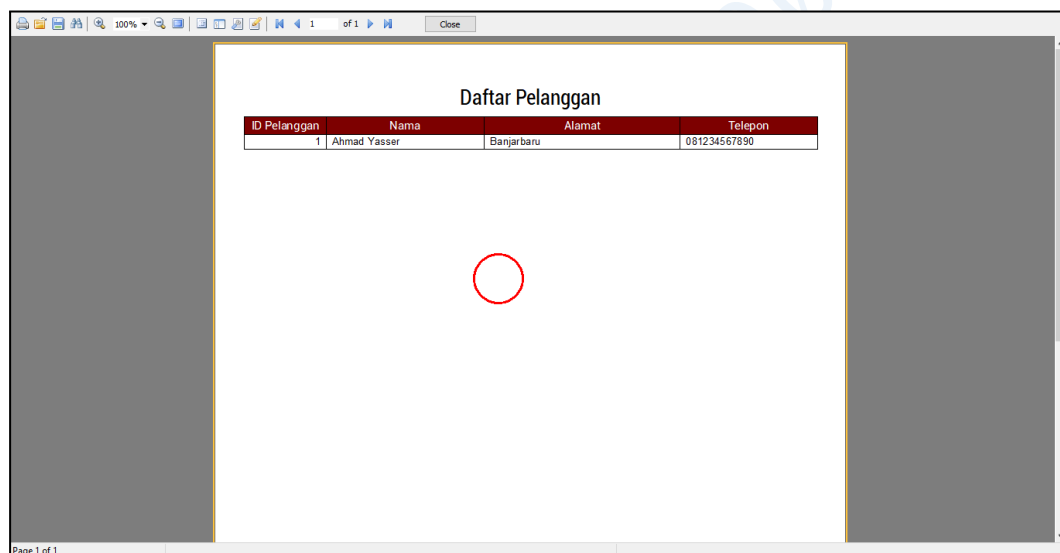 100% 1 of 1 Close
Daftar Pelanggan
ID Pelanggan Nama Alamat Telepon
1 Ahmad Yasser Banjarbaru 081234567890
Page 1 of 1